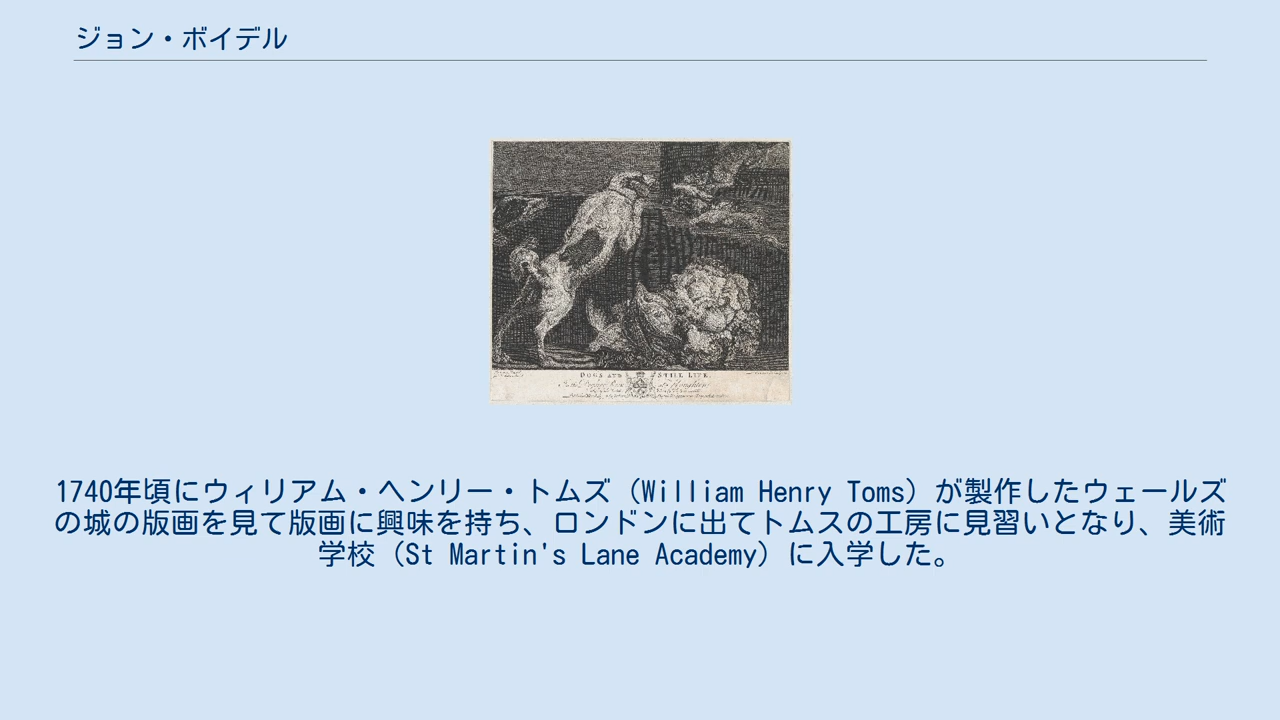 ジョン・ボイデル
DOGS AND STILL LIFE.
1740年頃にウィリアム・ヘンリー・トムズ（William Henry Toms）が製作したウェールズ
の城の版画を見て版画に興味を持ち、ロンドンに出てトムスの工房に見習いとなり、美術
学校（St Martin's Lane Academy）に入学した。